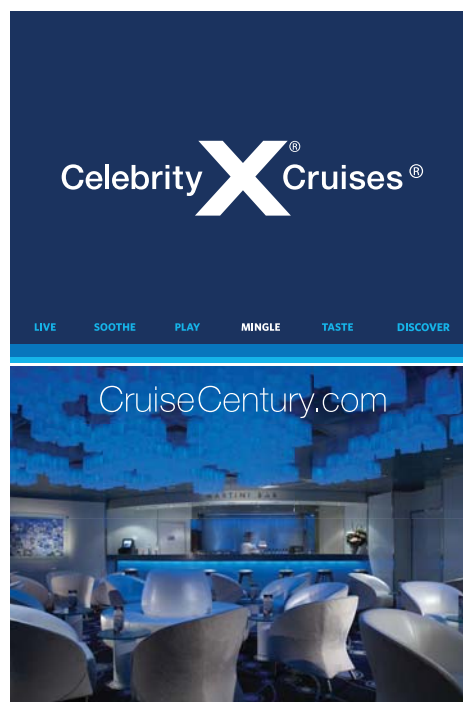 Celebrity X® Cruises®
LIVE SOOTHE PLAY MINGLE TASTE DISCOVER
CruiseCentury.com
MARTINI BAR